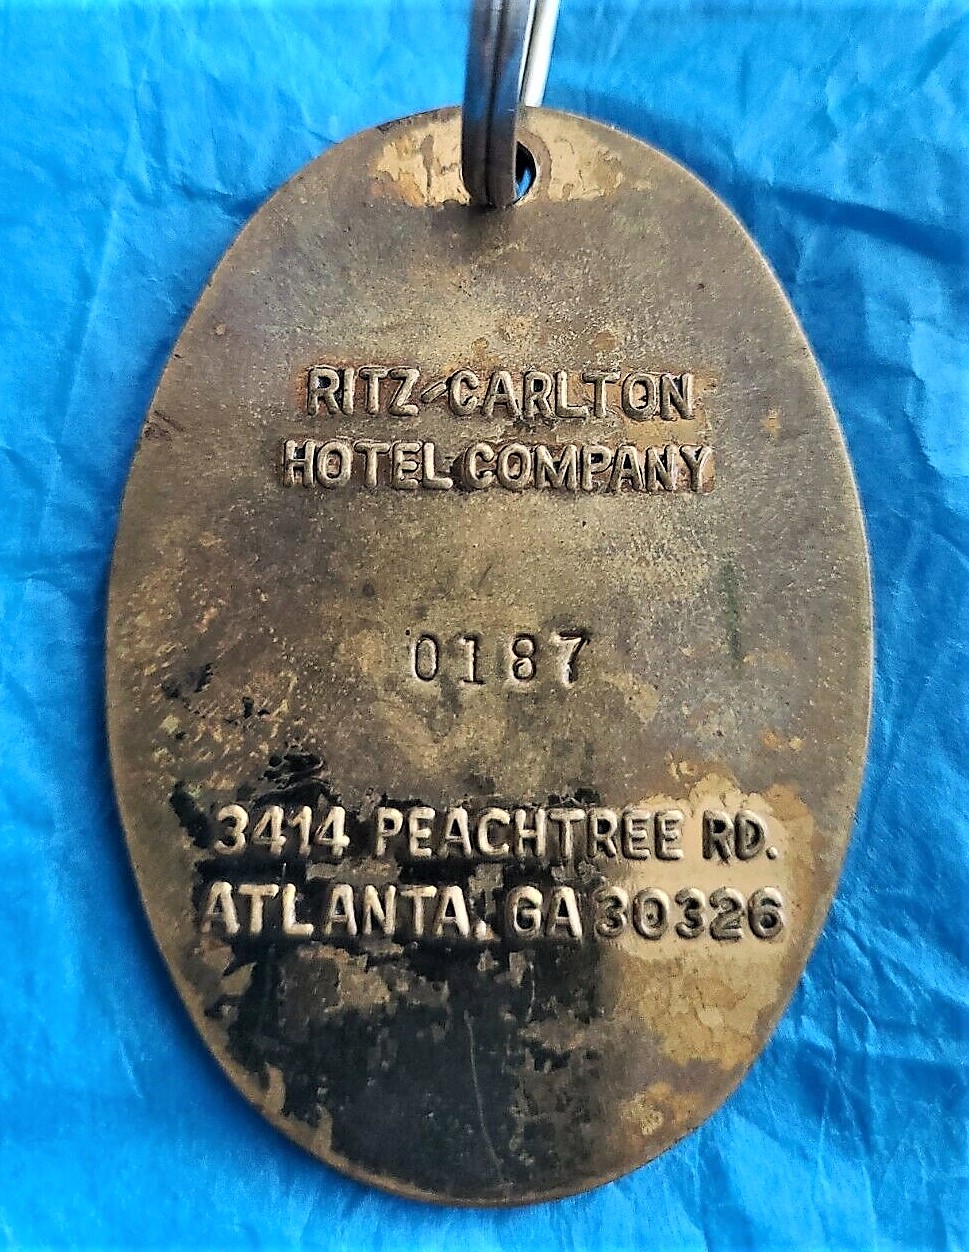 RITZ-CARLTON
HOTEL COMPANY
0187
3414 PEACHTREE RD.
ATLANTA, GA 30326